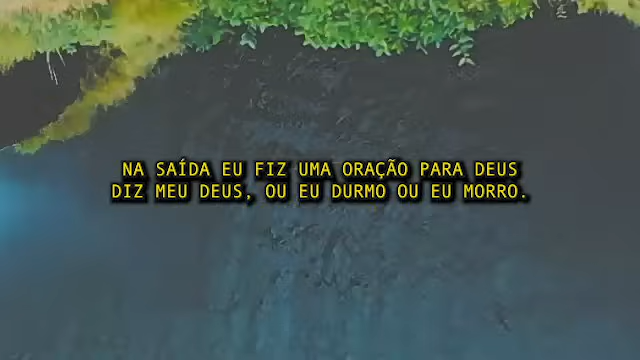 NA SAÍDA EU FIZ UMA ORAÇÃO PARA DEUS
DIZ MEU DEUS, OU EU DURMO OU EU MORRO.